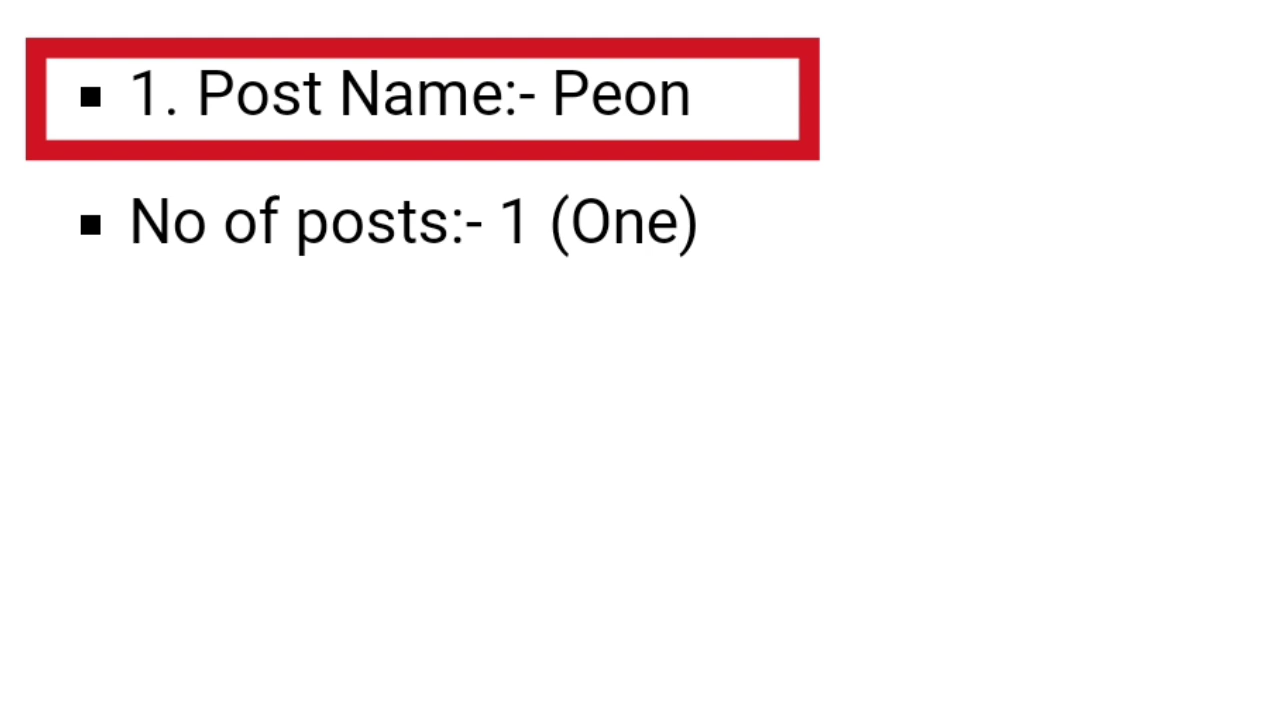 ▪ 1. Post Name:- Peon
▪ No of posts:- 1 (One)